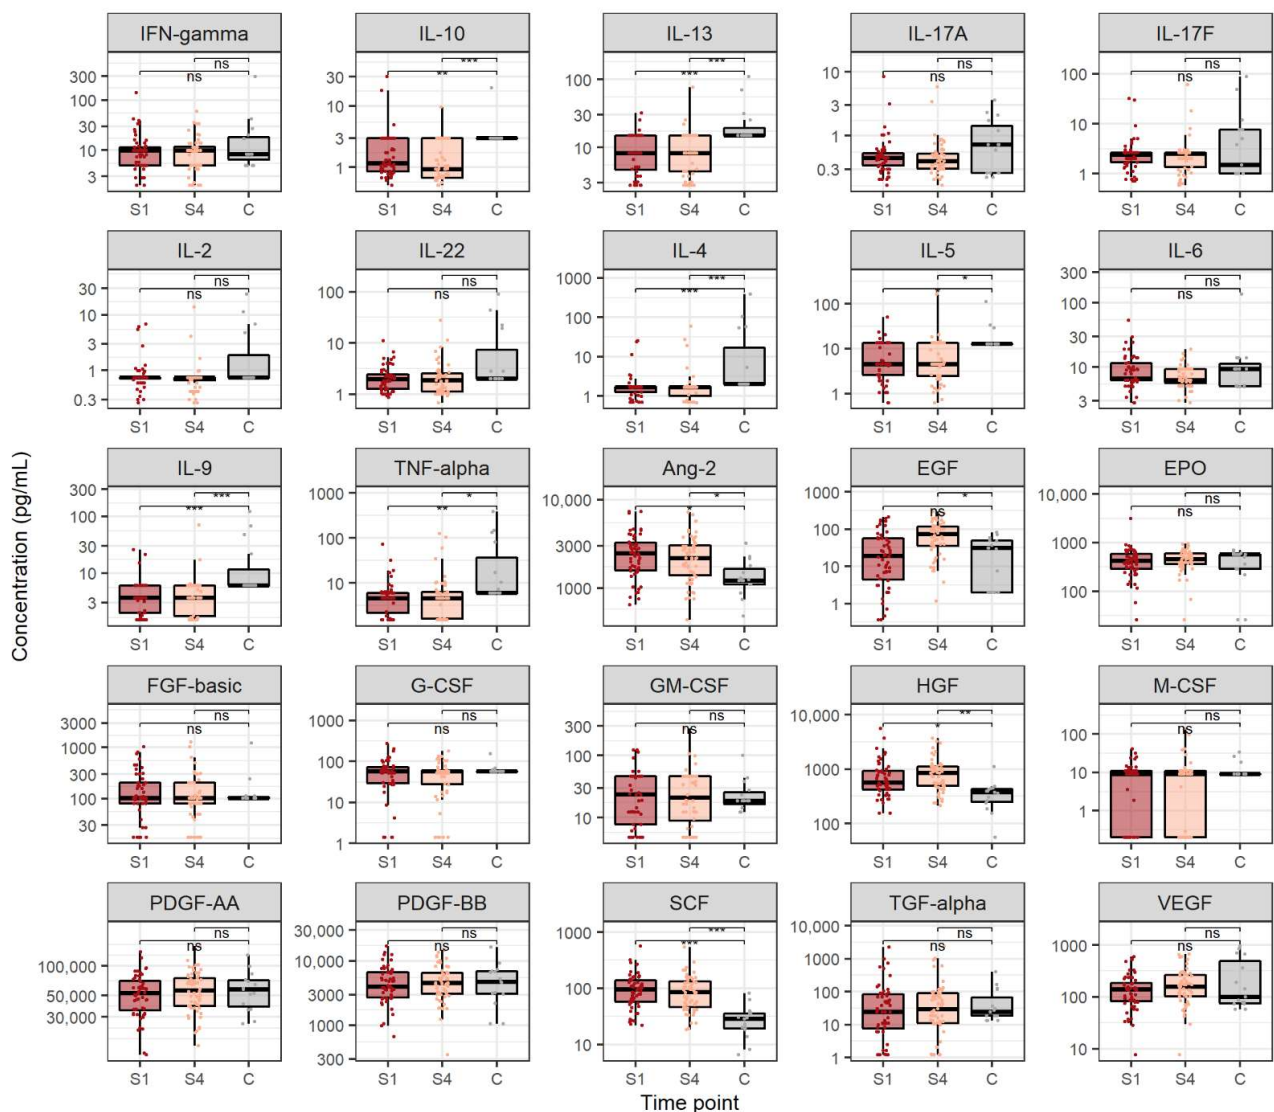 IFN-gamma IL-10 IL-13 IL-17A IL-17F
300 100 30 10 3 ns ns S1 S4 C
30 10 3 1 *** ** S1 S4 C
100 30 10 3 *** *** S1 S4 C
10 3 1 0.3 ns ns S1 S4 C
100 10 1 ns ns S1 S4 C
IL-2 IL-22 IL-4 IL-5 IL-6
30 10 3 1 0.3 ns ns S1 S4 C
100 10 1 ns ns S1 S4 C
1000 100 10 1 *** *** S1 S4 C
100 10 1 * * S1 S4 C
300 100 30 10 3 ns ns S1 S4 C
Concentration (pg/mL)
IL-9 TNF-alpha Ang-2 EGF EPO
300 100 30 10 3 *** *** S1 S4 C
1000 100 10 1 * ** S1 S4 C
10,000 3000 1000 * * S1 S4 C
1000 100 10 1 * ns S1 S4 C
10,000 1000 100 ns ns S1 S4 C
FGF-basic G-CSF GM-CSF HGF M-CSF
3000 1000 300 100 30 ns ns S1 S4 C
1000 100 10 1 ns ns S1 S4 C
300 100 30 10 ns ns S1 S4 C
10,000 1000 100 ** * S1 S4 C
100 10 1 ns ns S1 S4 C
PDGF-AA PDGF-BB SCF TGF-alpha VEGF
100,000 50,000 30,000 ns ns S1 S4 C
30,000 10,000 3000 1000 300 ns ns S1 S4 C
1000 100 10 *** *** S1 S4 C
10,000 1000 100 10 1 ns ns S1 S4 C
1000 100 10 ns ns S1 S4 C
Time point